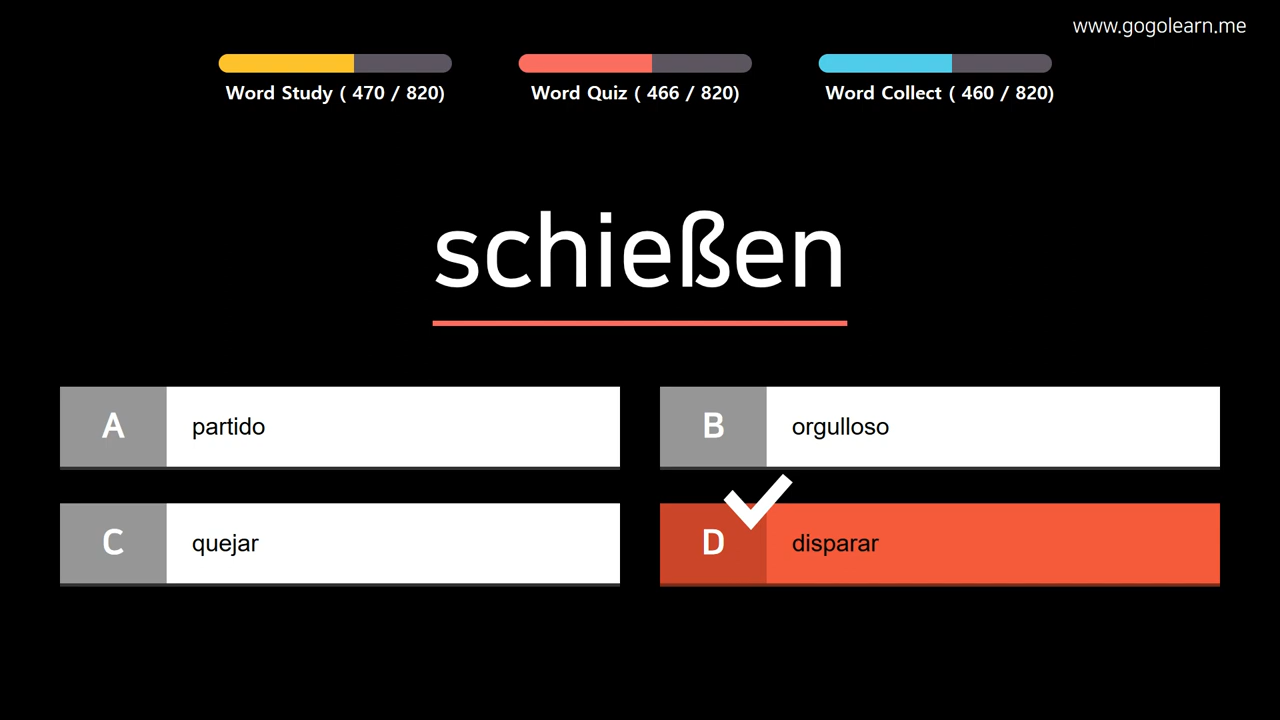 www.gogolearn.me
Word Study ( 470 / 820)
Word Quiz ( 466 / 820)
Word Collect ( 460 / 820)
schießen
A partido
B orgulloso
C quejar
D disparar